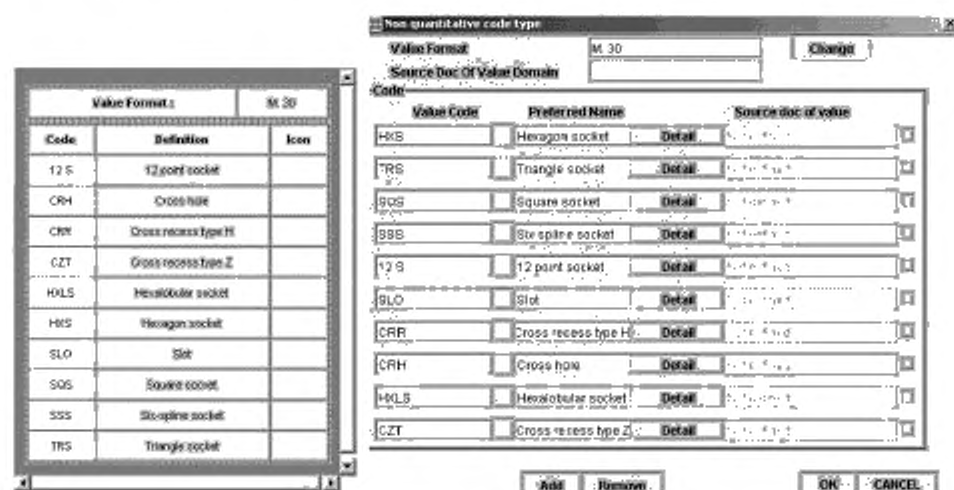 Value Format : M. 30
Code Definition Icon
12 S 12 point socket
CRH Cross hole
CRR Cross recess type H
CZT Cross recess type Z
HXLS Hexalobular socket
HXS Hexagon socket
SLO Slot
SQS Square socket
SSS Six-spline socket
TRS Triangle socket
Non quantitative code type
Value Format M. 30 Change
Source Doc Of Value Domain
Code
Value Code Preferred Name Source doc of value
HXS Hexagon socket Detail
TRS Triangle socket Detail
SQS Square socket Detail
SSS Six spline socket Detail
12 S 12 point socket Detail
SLO Slot Detail
CRR Cross recess type H Detail
CRH Cross hole Detail
HXLS Hexalobular socket Detail
CZT Cross recess type Z Detail
Add Remove OK CANCEL